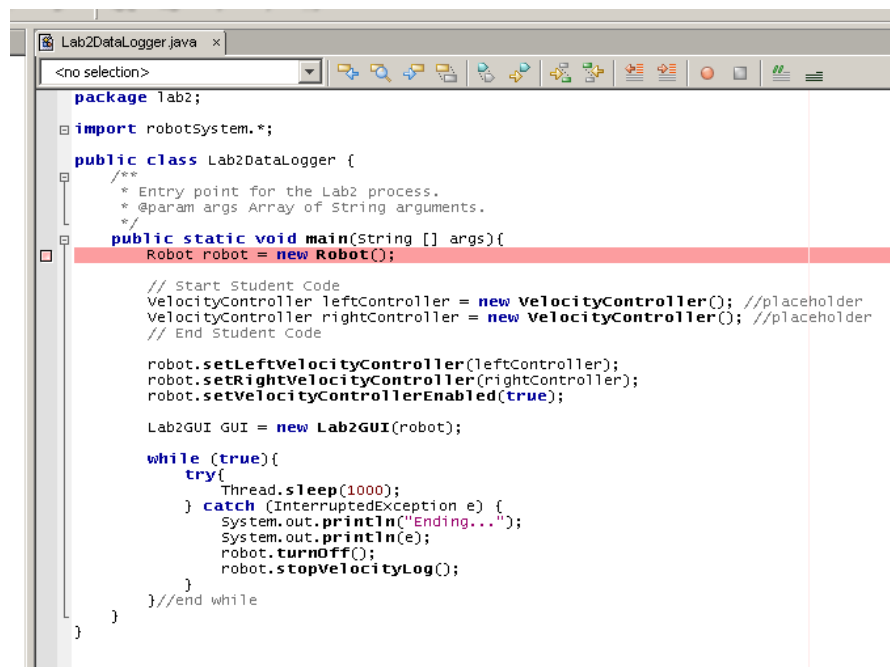 Lab2DataLogger.java ×
<no selection>
package lab2;
import robotSystem.*;
public class Lab2DataLogger {
/**
* Entry point for the Lab2 process.
* @param args Array of String arguments.
*/
public static void main(String [] args){
Robot robot = new Robot();
// Start Student Code
VelocityController leftController = new VelocityController(); //placeholder
VelocityController rightController = new VelocityController(); //placeholder
// End Student Code
robot.setLeftVelocityController(leftController);
robot.setRightVelocityController(rightController);
robot.setVelocityControllerEnabled(true);
Lab2GUI GUI = new Lab2GUI(robot);
while (true){
try{
Thread.sleep(1000);
} catch (InterruptedException e) {
System.out.println("Ending...");
System.out.println(e);
robot.turnOff();
robot.stopVelocityLog();
}
}//end while
}
}